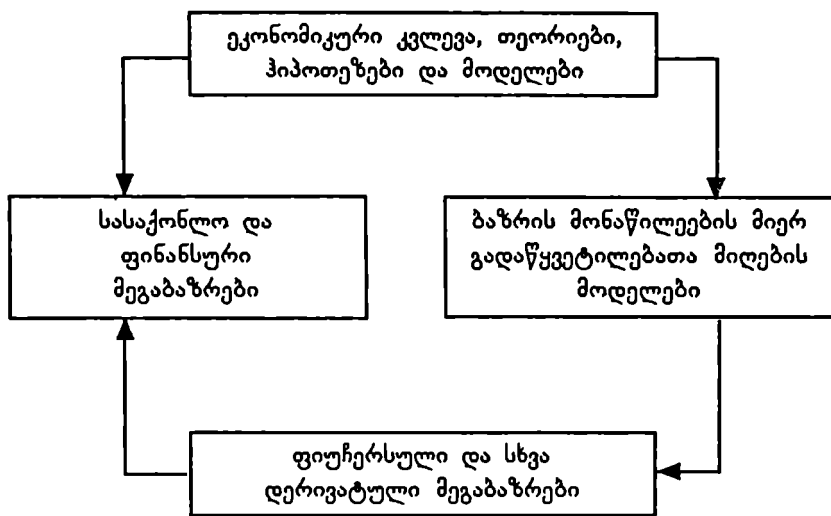 ეკონომიკური კვლევა, თეორიები,
ჰიპოთეზები და მოდელები
სასაქონლო და
ფინანსური
მეგაბაზრები
ბაზრის მონაწილეების მიერ
გადაწყვეტილებათა მიღების
მოდელები
ფიუჩერსული და სხვა
დერივატული მეგაბაზრები